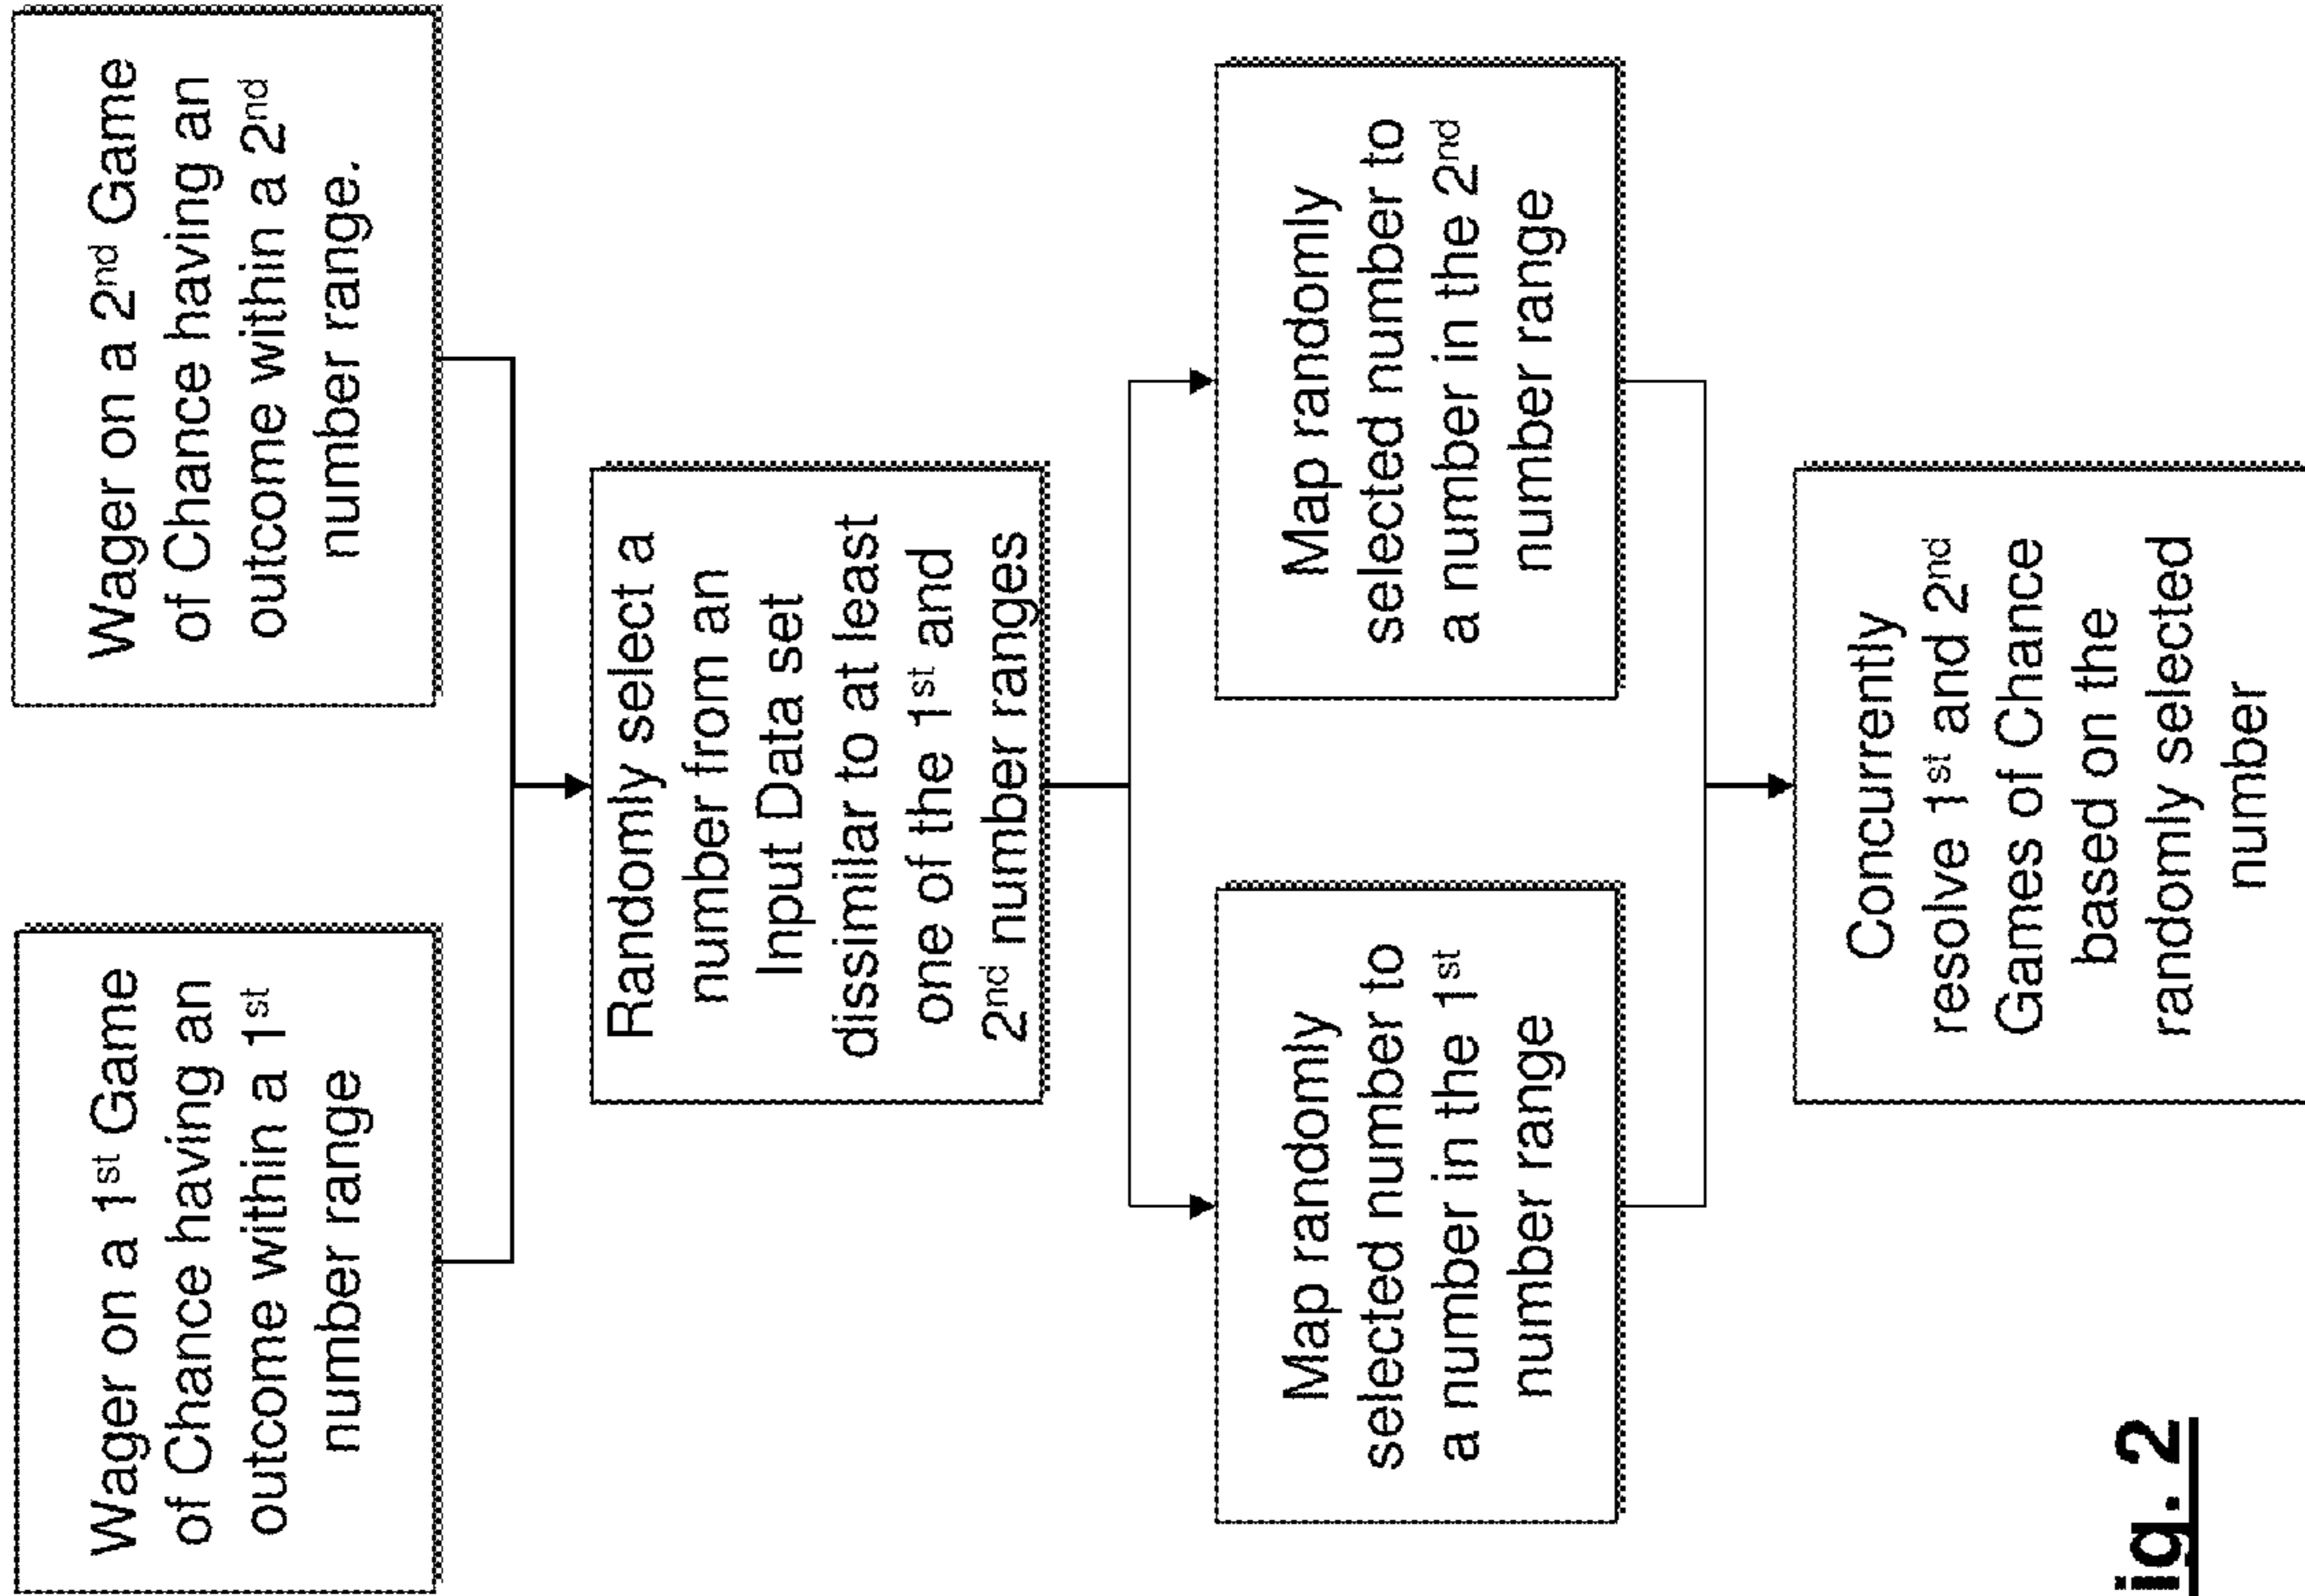 Wager on a 1st Game
of Chance having an
outcome within a 1st
number range
Wager on a 2nd Game
of Chance having an
outcome within a 2nd
number range.
Randomly select a
number from an
Input Data set
dissimilar to at least
one of the 1st and
2nd number ranges
Map randomly
selected number to
a number in the 1st
number range
Map randomly
selected number to
a number in the 2nd
number range
Concurrently
resolve 1st and 2nd
Games of Chance
based on the
randomly selected
number
ig. 2